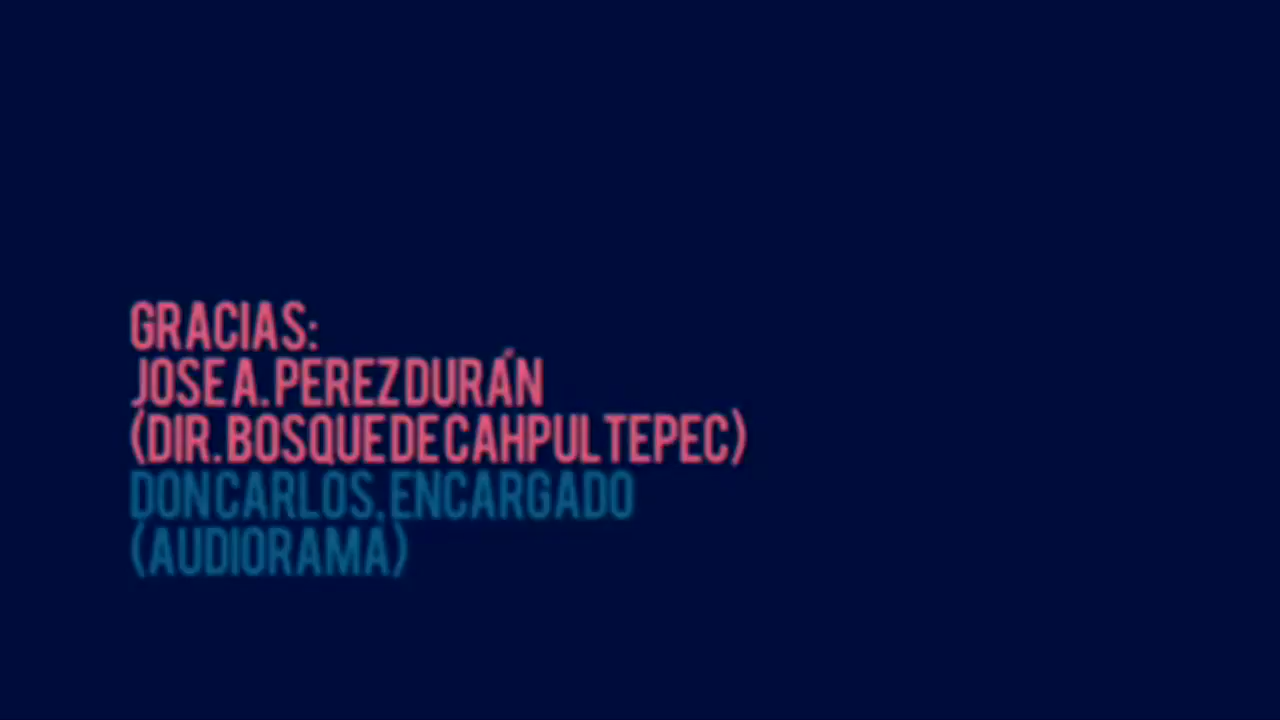 GRACIAS:
JOSE A. PEREZ DURÁN
(DIR. BOSQUE DE CAHPULTEPEC)
DON CARLOS, ENCARGADO
(AUDIORAMA)